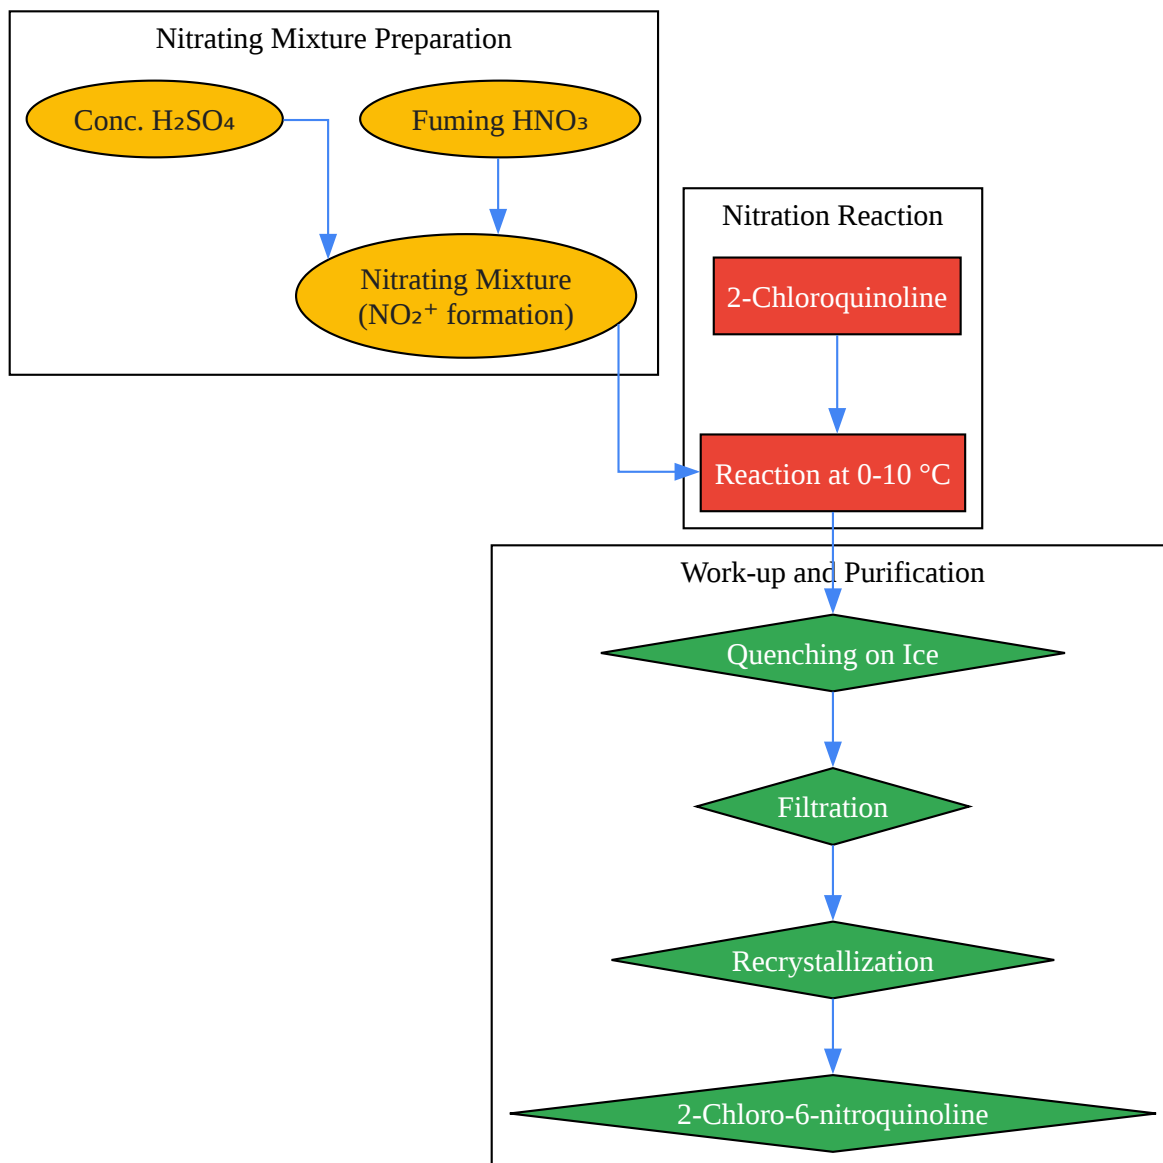 Nitrating Mixture Preparation
Conc. H₂SO₄
Fuming HNO₃
Nitrating Mixture
(NO₂⁺ formation)
Nitration Reaction
2-Chloroquinoline
Reaction at 0-10 °C
Work-up and Purification
Quenching on Ice
Filtration
Recrystallization
2-Chloro-6-nitroquinoline